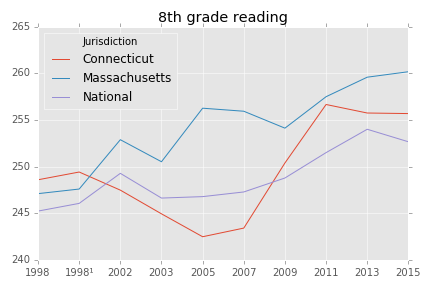 8th grade reading
265
260
255
250
245
240
Jurisdiction
Connecticut
Massachusetts
National
1998 1998¹ 2002 2003 2005 2007 2009 2011 2013 2015